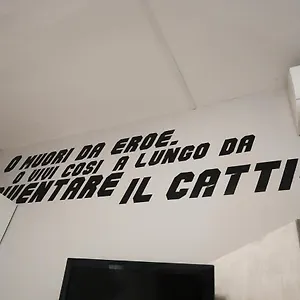 O MUORI DA EROE.
O VIVI COSI A LUNGO DA
VENTARE IL CATTI